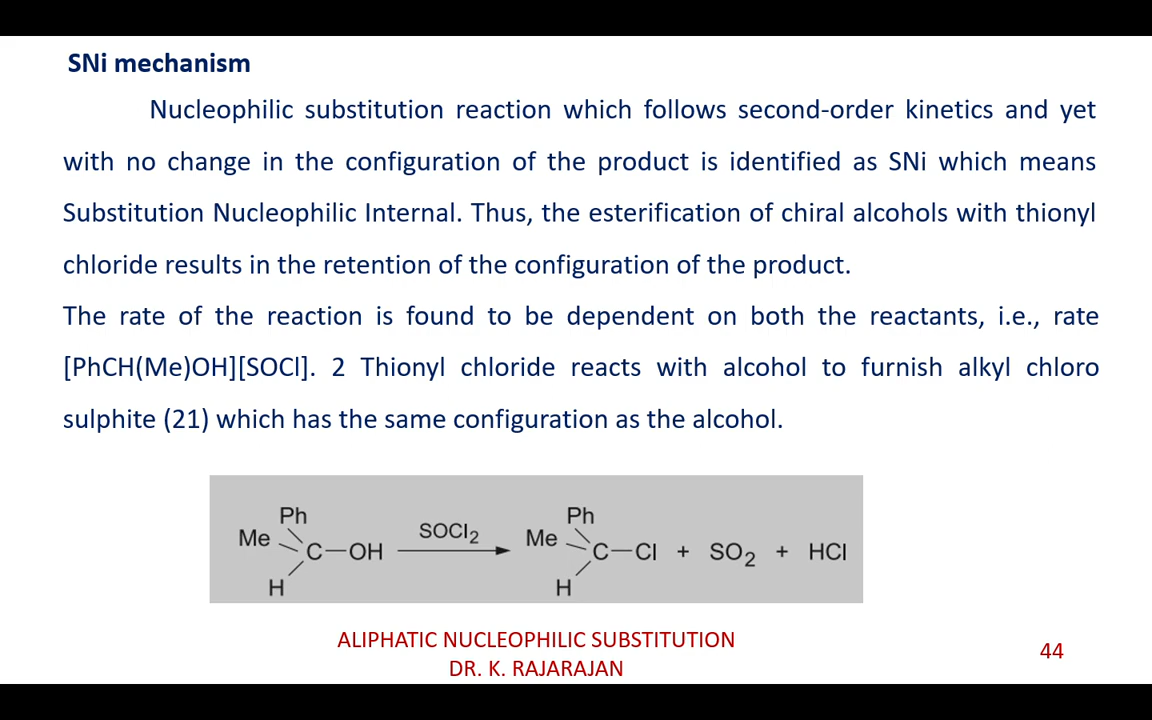 SNi mechanism
Nucleophilic substitution reaction which follows second-order kinetics and yet
with no change in the configuration of the product is identified as SNi which means
Substitution Nucleophilic Internal. Thus, the esterification of chiral alcohols with thionyl
chloride results in the retention of the configuration of the product.
The rate of the reaction is found to be dependent on both the reactants, i.e., rate
[PhCH(Me)OH][SOCl]. 2 Thionyl chloride reacts with alcohol to furnish alkyl chloro
sulphite (21) which has the same configuration as the alcohol.
Ph Ph
Me SOCl2 Me
C—OH C—Cl + SO2 + HCl
H H
ALIPHATIC NUCLEOPHILIC SUBSTITUTION
DR. K. RAJARAJAN
44